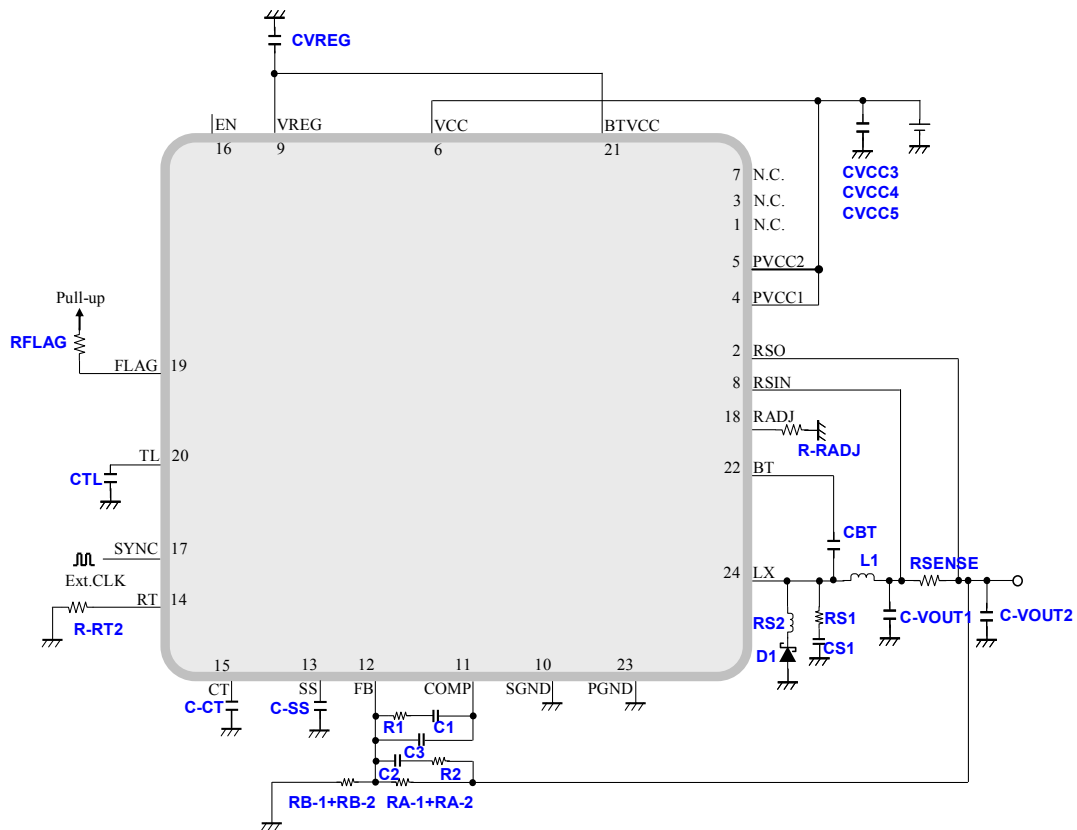 CVREG
EN
VREG
VCC
BTVCC
16
9
6
21
7 N.C.
3 N.C.
1 N.C.
5 PVCC2
4 PVCC1
CVCC3
CVCC4
CVCC5
Pull-up
RFLAG
FLAG 19
2 RSO
8 RSIN
18 RADJ
R-RADJ
TL 20
CTL
22 BT
CBT
SYNC 17
Ext.CLK
RT 14
R-RT2
24 LX
L1
RSENSE
RS2
RS1
C-VOUT1
C-VOUT2
D1
CS1
15
13
12
11
10
23
CT
SS
FB
COMP
SGND
PGND
C-CT
C-SS
R1
C1
C3
C2
R2
RB-1+RB-2
RA-1+RA-2